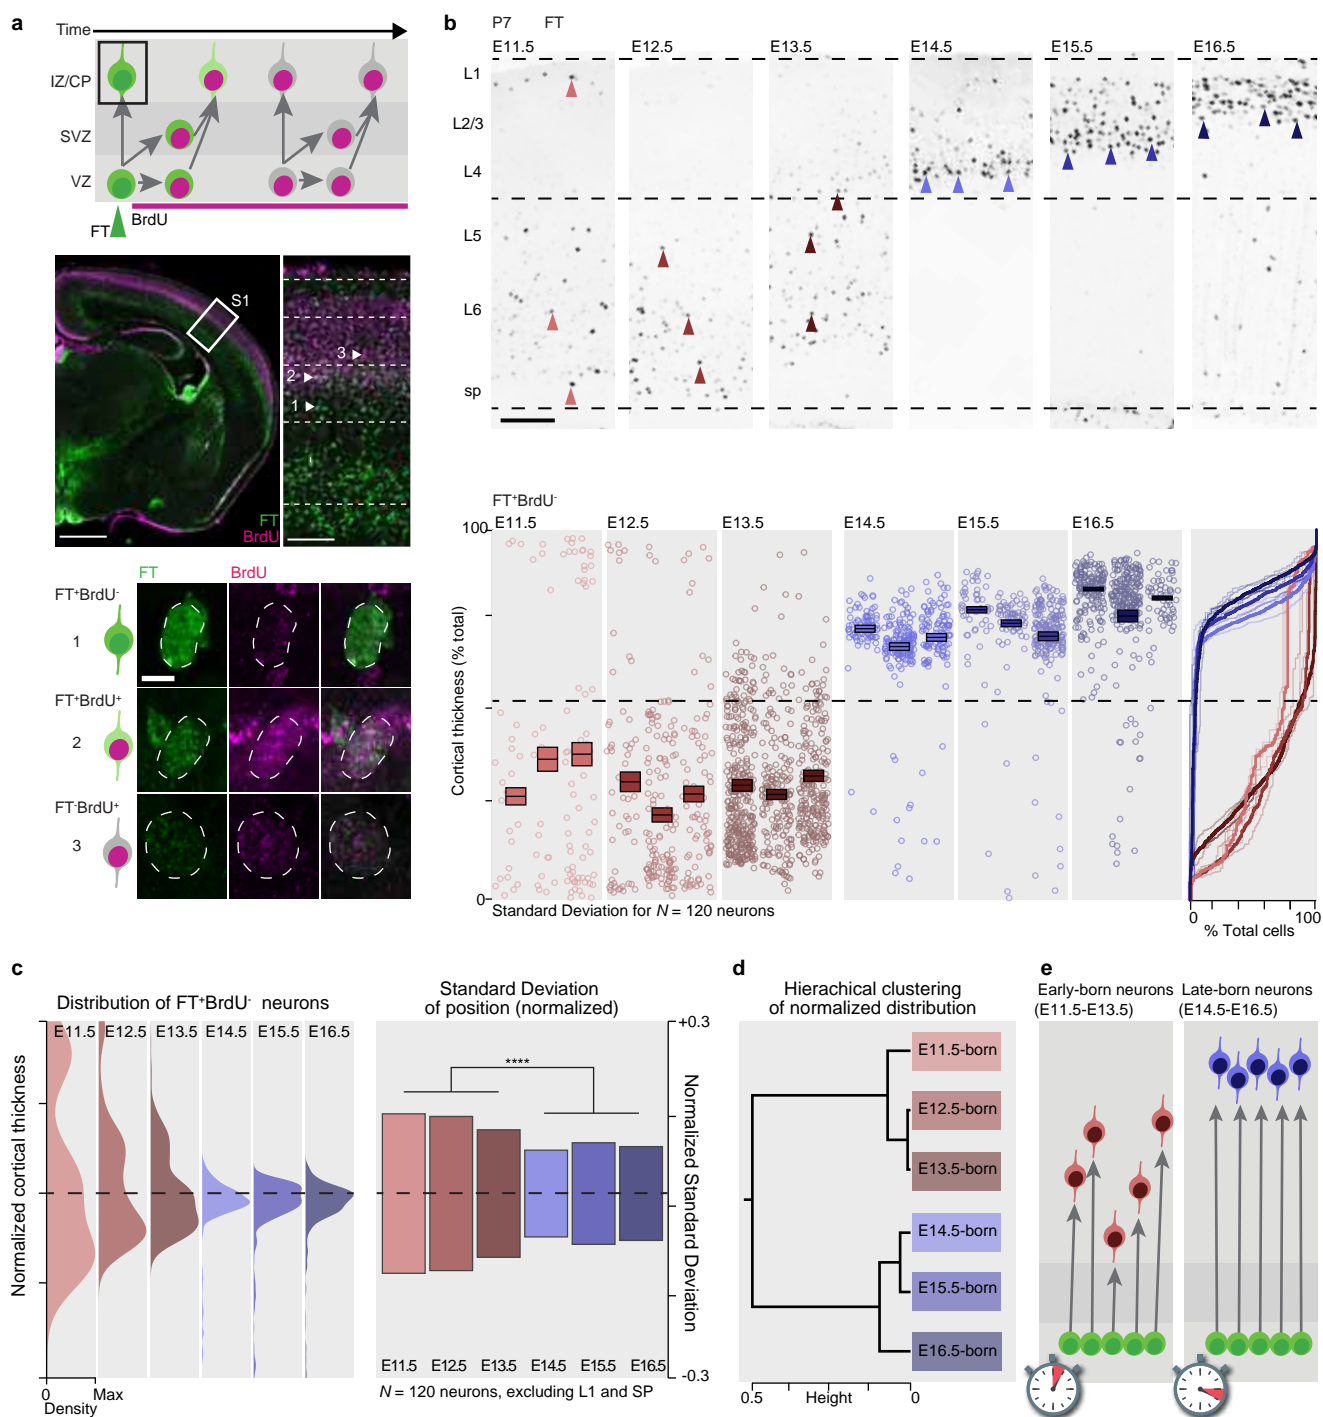 a
Time
IZ/CP
SVZ
VZ
FT
BrdU
S1
FT
BrdU
3
2
1
FT
BrdU
FT⁺BrdU⁻
1
FT⁺BrdU⁺
2
FT⁻BrdU⁺
3
b
P7 FT
E11.5 E12.5 E13.5 E14.5 E15.5 E16.5
L1
L2/3
L4
L5
L6
sp
FT⁺BrdU⁻
E11.5 E12.5 E13.5 E14.5 E15.5 E16.5
100
Cortical thickness (% total)
0
Standard Deviation for N = 120 neurons
0 100
% Total cells
c
Distribution of FT⁺BrdU⁻ neurons
E11.5 E12.5 E13.5 E14.5 E15.5 E16.5
Normalized cortical thickness
0 Max
Density
Standard Deviation
of position (normalized)
+0.3
****
Normalized Standard Deviation
-0.3
E11.5 E12.5 E13.5 E14.5 E15.5 E16.5
N = 120 neurons, excluding L1 and SP
d
Hierachical clustering
of normalized distribution
E11.5-born
E12.5-born
E13.5-born
E14.5-born
E15.5-born
E16.5-born
0.5 Height 0
e
Early-born neurons
(E11.5-E13.5)
Late-born neurons
(E14.5-E16.5)